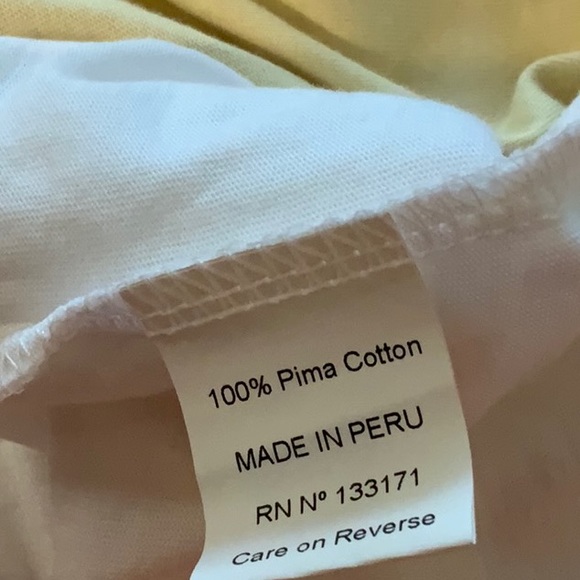 100% Pima Cotton
MADE IN PERU
RN Nº 133171
Care on Reverse